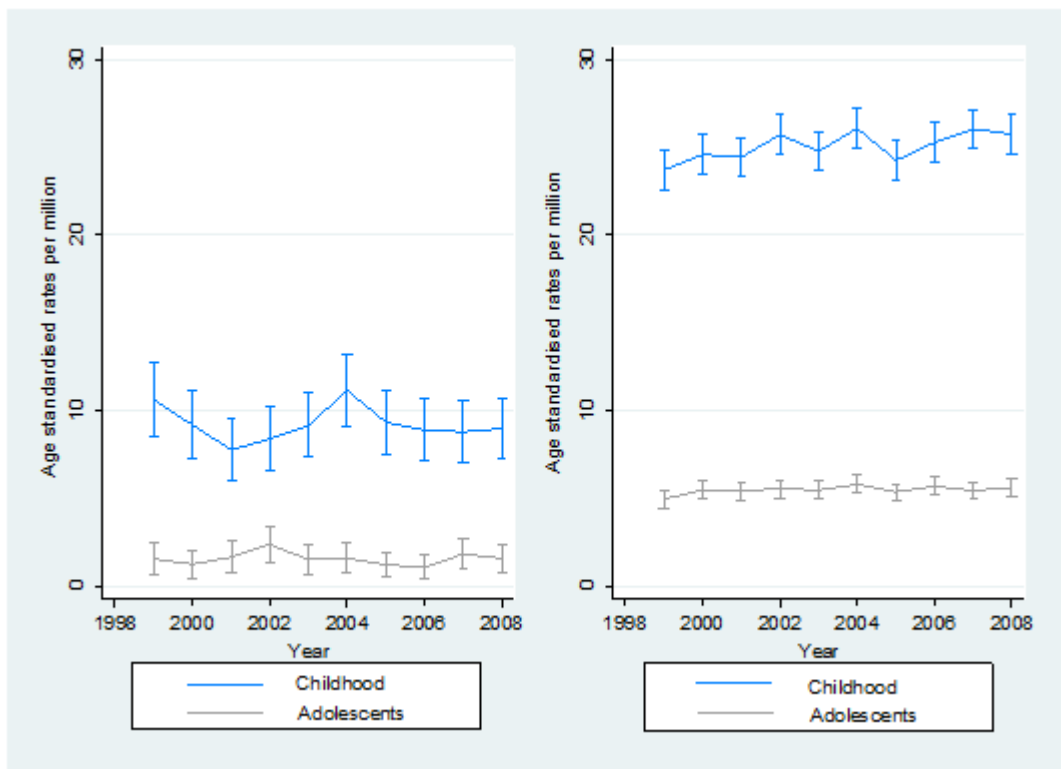 Age standardised rates per million
30
20
10
0
1998 2000 2002 2004 2006 2008
Year
Childhood
Adolescents
Age standardised rates per million
30
20
10
0
1998 2000 2002 2004 2006 2008
Year
Childhood
Adolescents